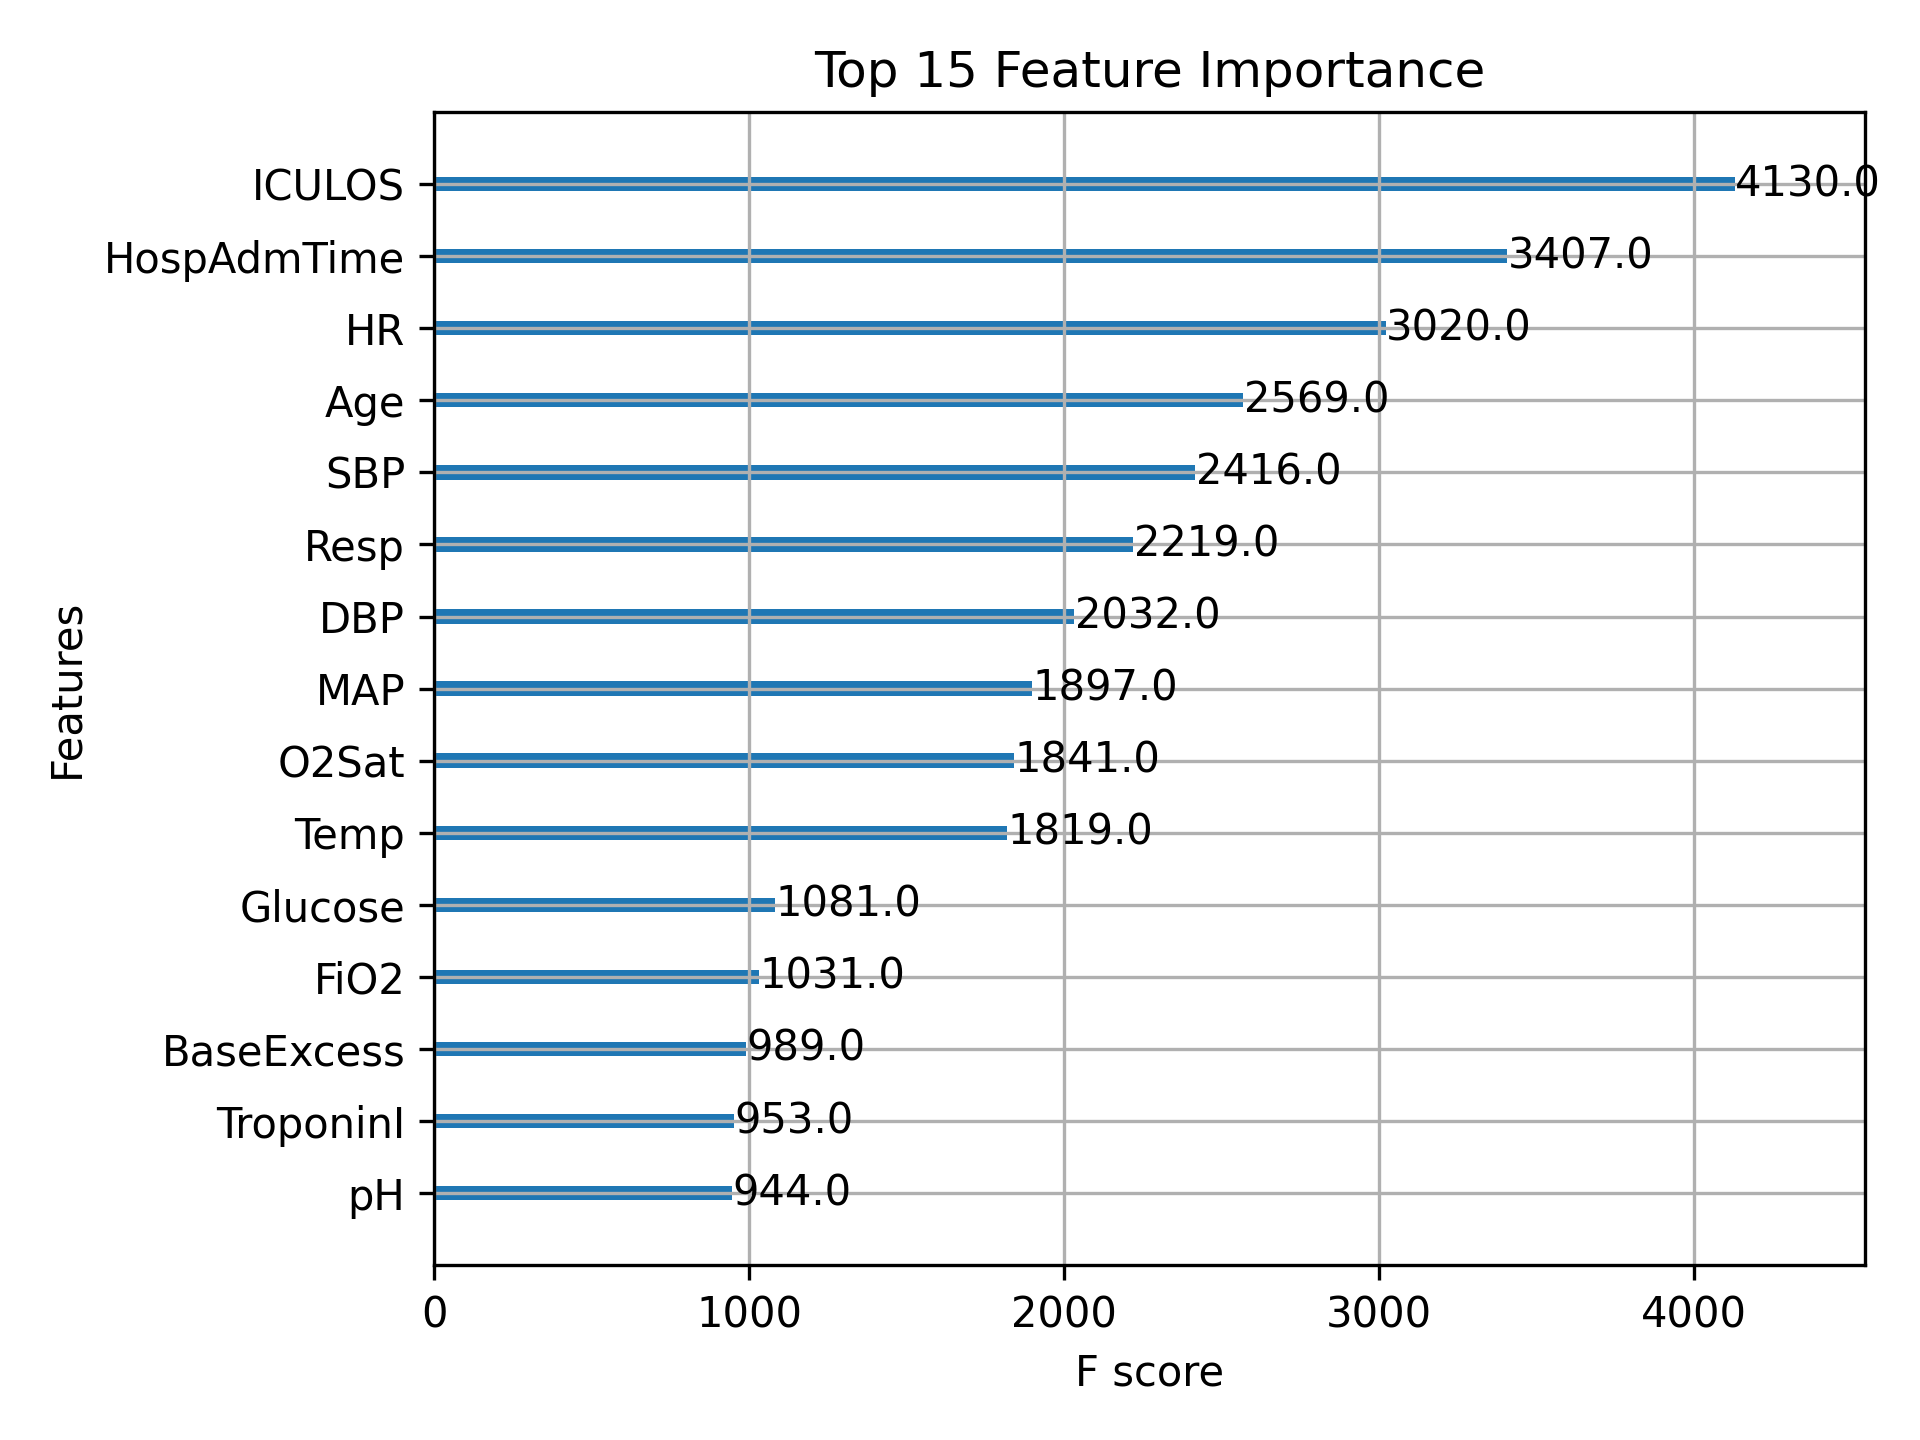 Top 15 Feature Importance
ICULOS 4130.0
HospAdmTime 3407.0
HR 3020.0
Age 2569.0
SBP 2416.0
Resp 2219.0
DBP 2032.0
MAP 1897.0
O2Sat 1841.0
Temp 1819.0
Glucose 1081.0
FiO2 1031.0
BaseExcess 989.0
TroponinI 953.0
pH 944.0
Features
0 1000 2000 3000 4000
F score